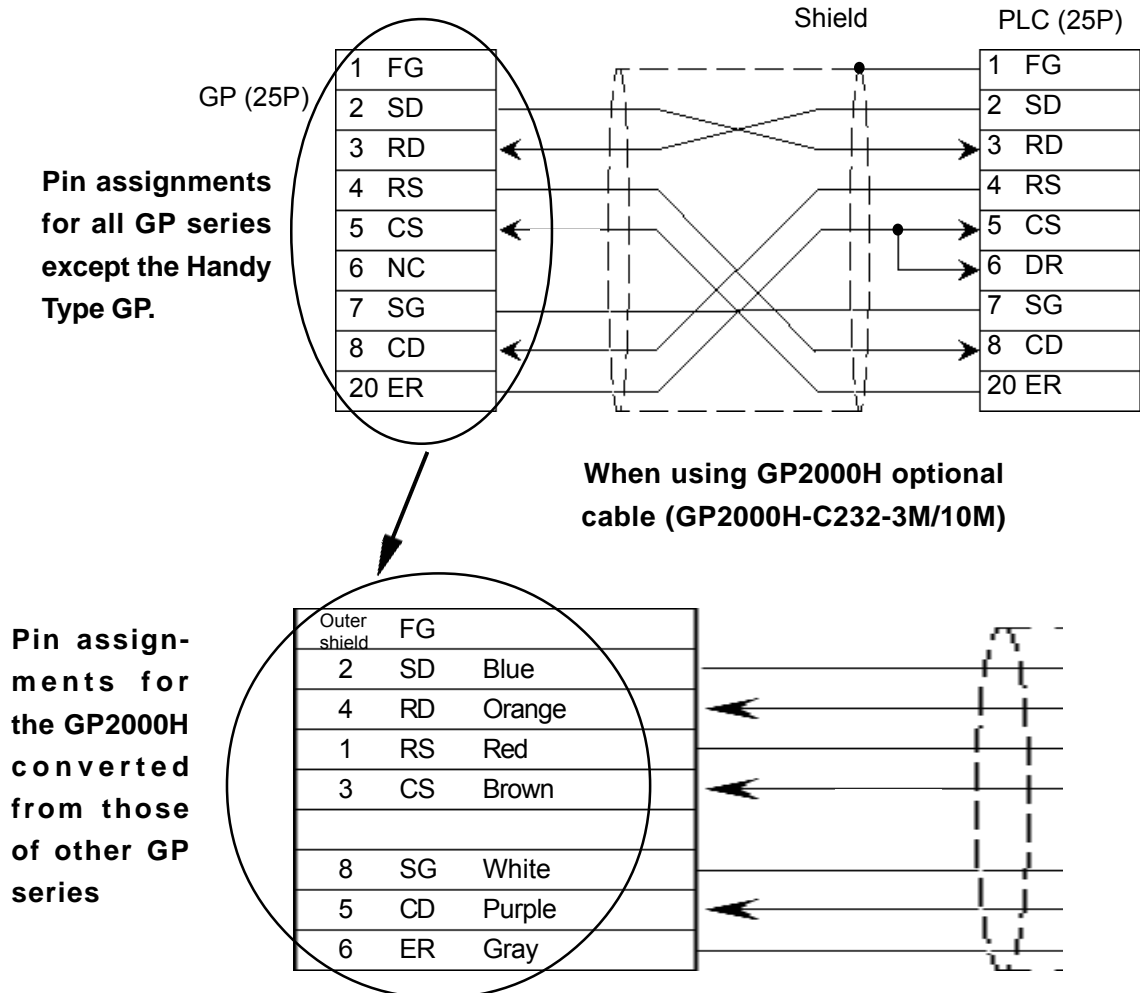 Shield
PLC (25P)
GP (25P)
1 FG
2 SD
3 RD
4 RS
5 CS
6 NC
7 SG
8 CD
20 ER
1 FG
2 SD
3 RD
4 RS
5 CS
6 DR
7 SG
8 CD
20 ER
Pin assignments
for all GP series
except the Handy
Type GP.
When using GP2000H optional
cable (GP2000H-C232-3M/10M)
Pin assign-
ments for
the GP2000H
converted
from those
of other GP
series
Outer
shield FG
2 SD Blue
4 RD Orange
1 RS Red
3 CS Brown
8 SG White
5 CD Purple
6 ER Gray